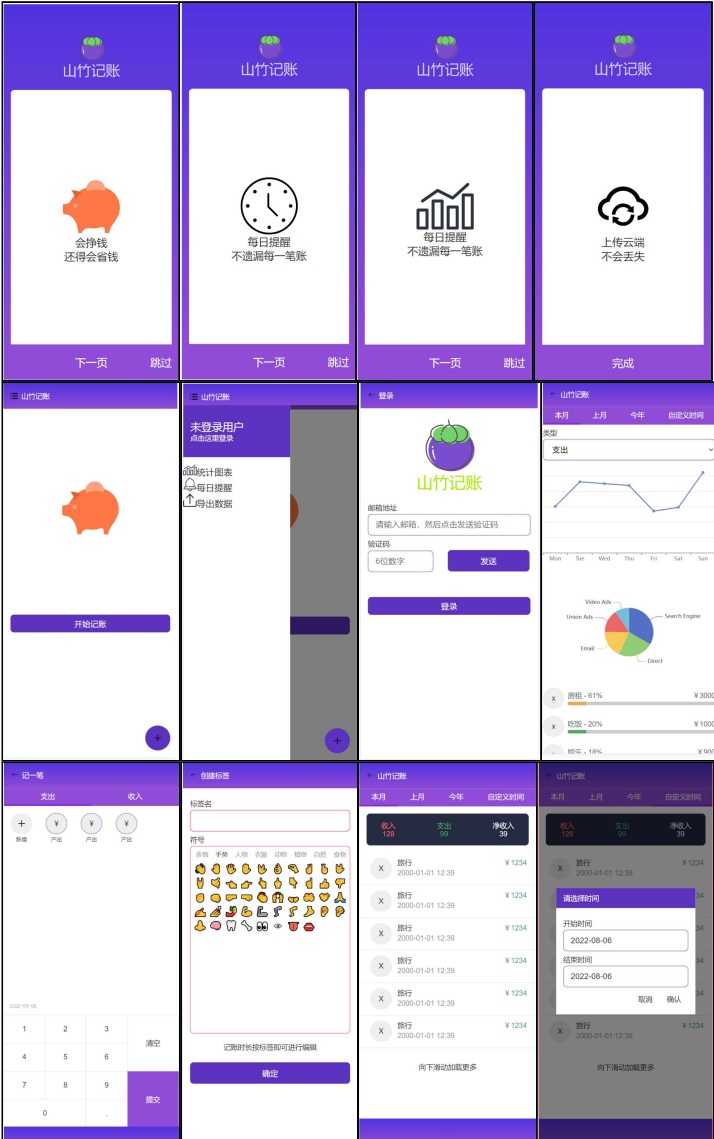 山竹记账
会挣钱
还得会省钱
下一页
跳过
山竹记账
每日提醒
不遗漏每一笔账
下一页
跳过
山竹记账
每日提醒
不遗漏每一笔账
下一页
跳过
山竹记账
上传云端
不会丢失
完成
山竹记账
开始记账
+
山竹记账
未登录用户
点击这里登录
统计图表
每日提醒
导出数据
+
← 登录
山竹记账
邮箱地址
请输入邮箱，然后点击发送验证码
验证码
6位数字
发送
登录
← 山竹记账
本月 上月 今年 自定义时间
类型
支出
Mon Tue Wed Thu Fri Sat Sun
Video Ads
Union Ads
Search Engine
Email
Direct
x 房租 - 61% ¥ 3000
x 吃饭 - 20% ¥ 1000
娱乐 - 18% ¥ 900
← 记一笔
支出 收入
+ ¥ ¥ ¥
新增 产出 产出 产出
2022-08-06
1 2 3
清空
4 5 6
7 8 9
提交
0 .
← 创建标签
标签名
符号
表情 手势 人物 衣服 动物 植物 自然 食物
记账时长按标签即可进行编辑
确定
← 山竹记账
本月 上月 今年 自定义时间
收入 支出 净收入
128 99 39
X 旅行 ¥ 1234
2000-01-01 12:39
X 旅行 ¥ 1234
2000-01-01 12:39
X 旅行 ¥ 1234
2000-01-01 12:39
X 旅行 ¥ 1234
2000-01-01 12:39
X 旅行 ¥ 1234
2000-01-01 12:39
向下滑动加载更多
← 山竹记账
本月 上月 今年 自定义时间
收入 支出 净收入
128 99 39
X 旅行 ¥ 1234
2000-01-01 12:39
请选择时间
开始时间
2022-08-06
结束时间
2022-08-06
取消 确认
34
34
34
X 旅行 ¥ 1234
2000-01-01 12:39
向下滑动加载更多